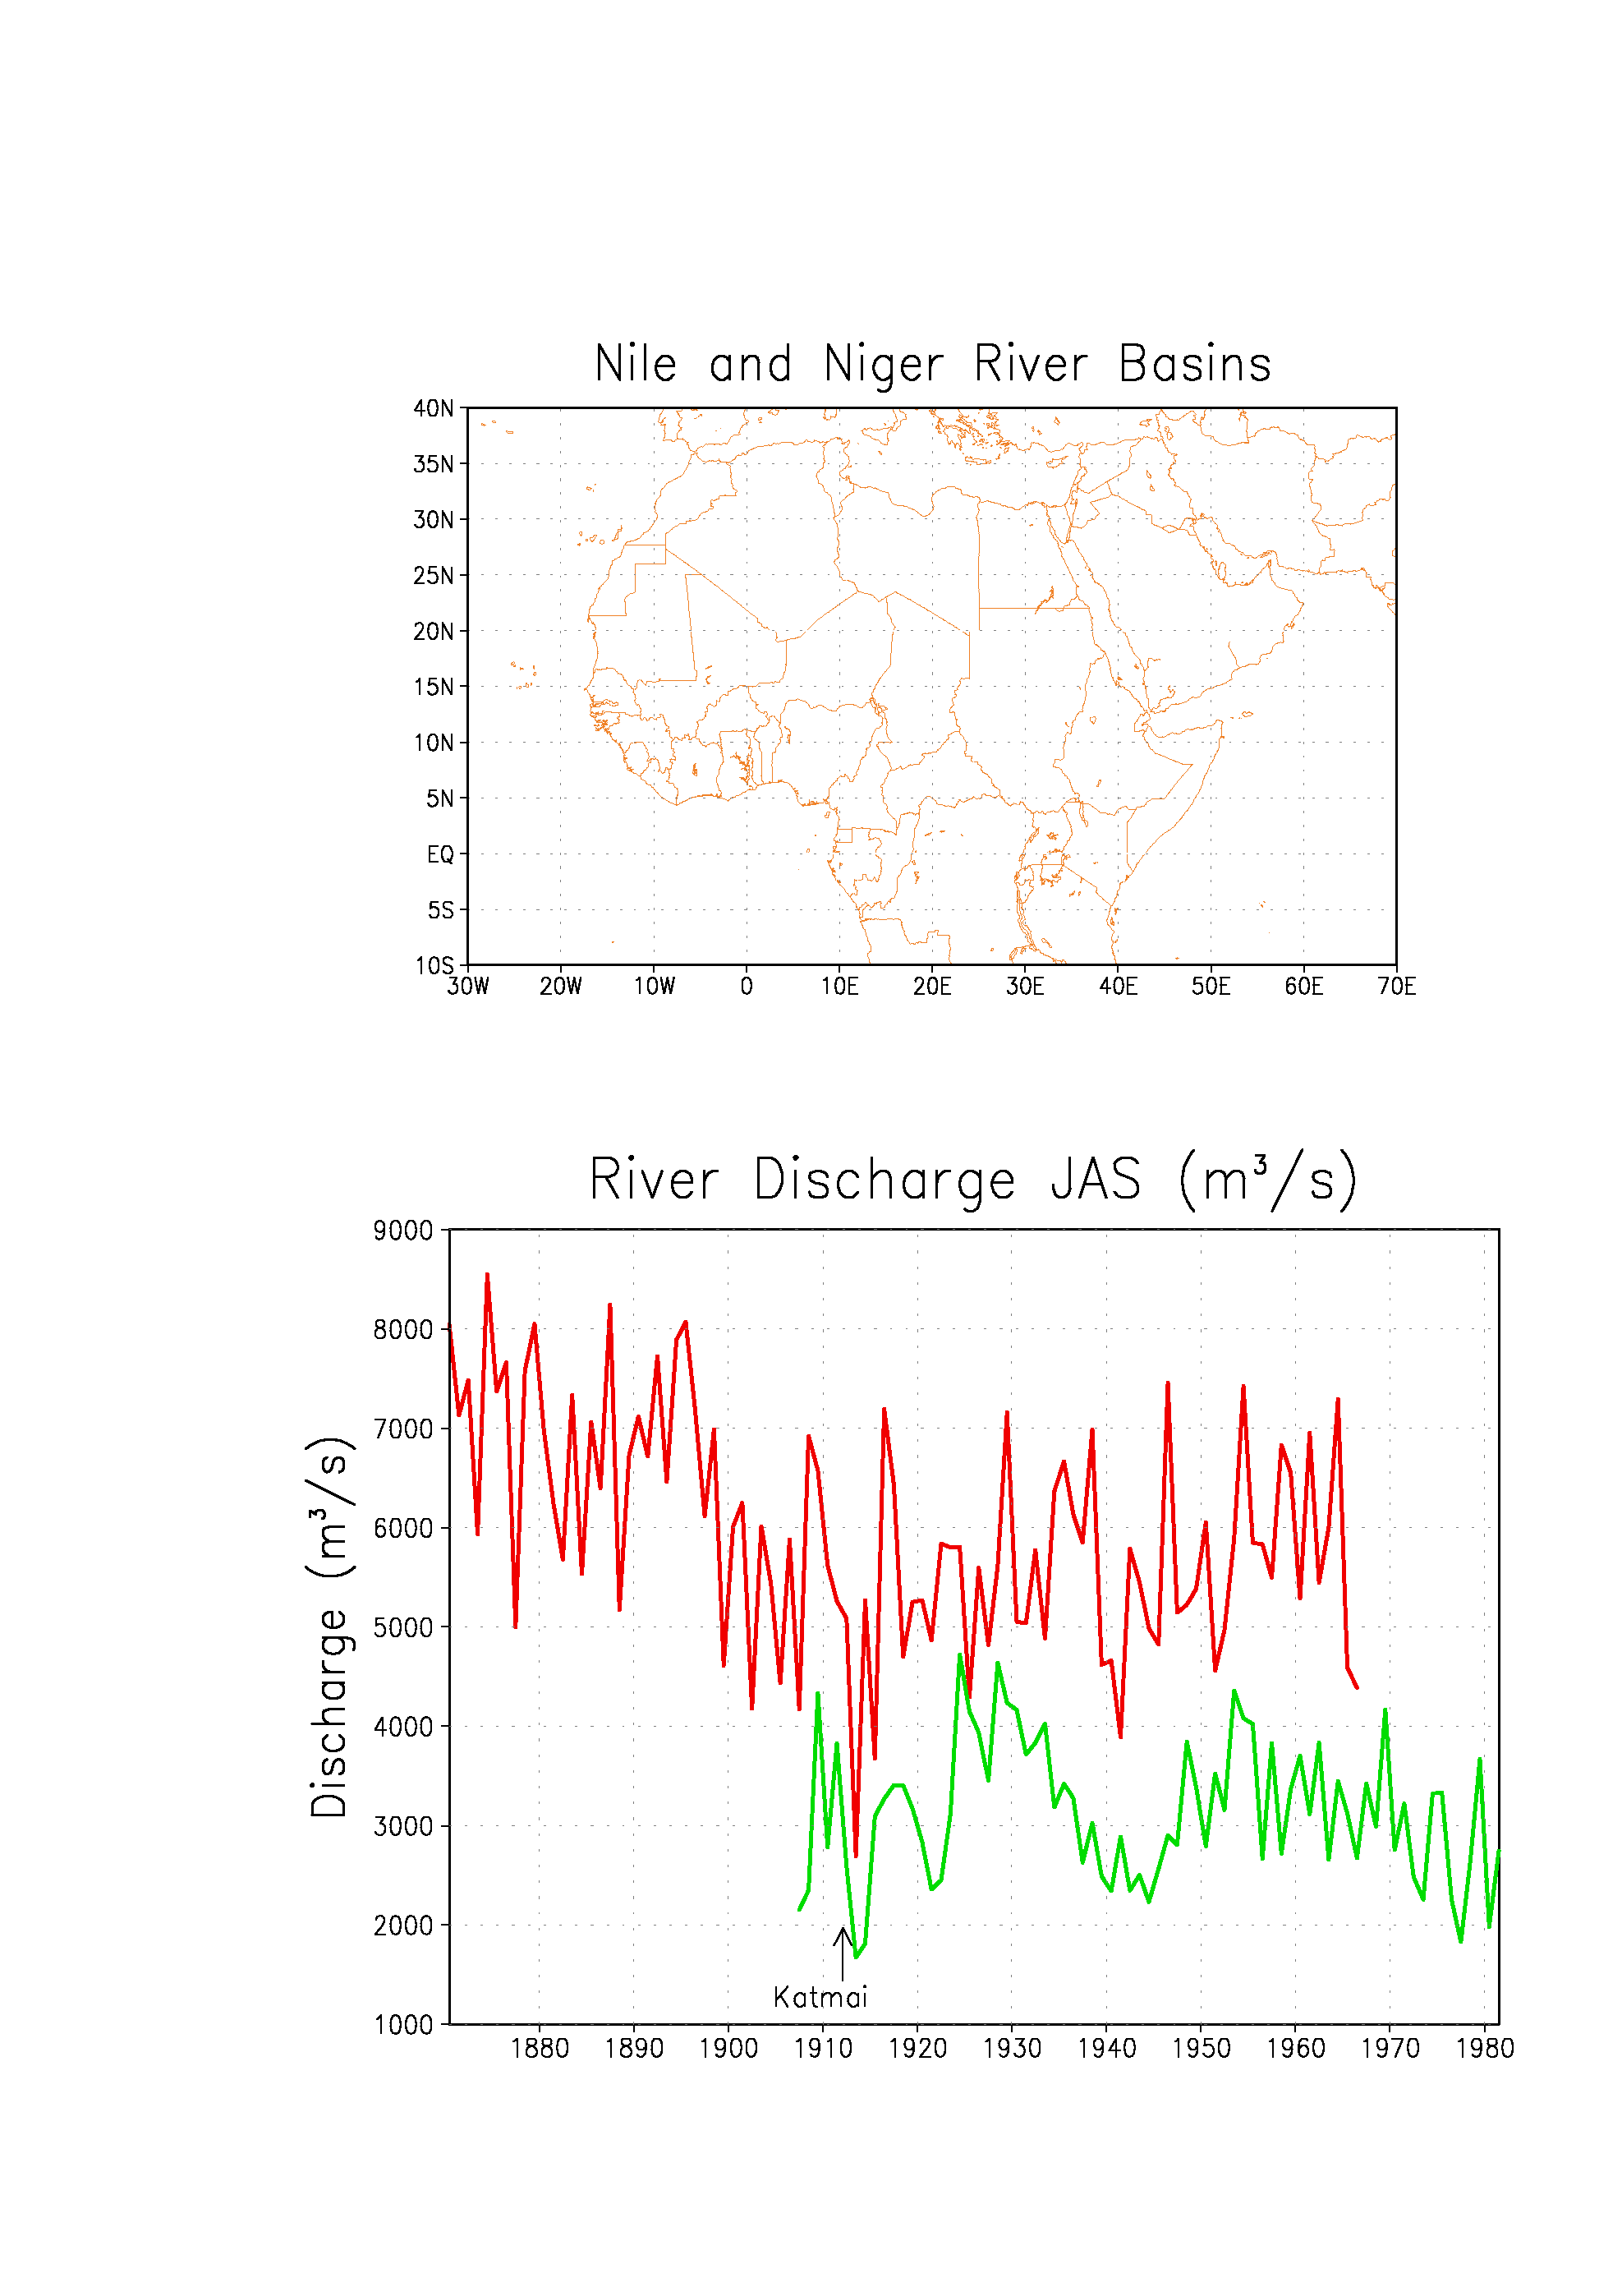 Nile and Niger River Basins
40N
35N
30N
25N
20N
15N
10N
5N
EQ
5S
10S
30W 20W 10W 0 10E 20E 30E 40E 50E 60E 70E
River Discharge JAS (m³/s)
Discharge (m³/s)
9000
8000
7000
6000
5000
4000
3000
2000
1000
Katmai
1880 1890 1900 1910 1920 1930 1940 1950 1960 1970 1980